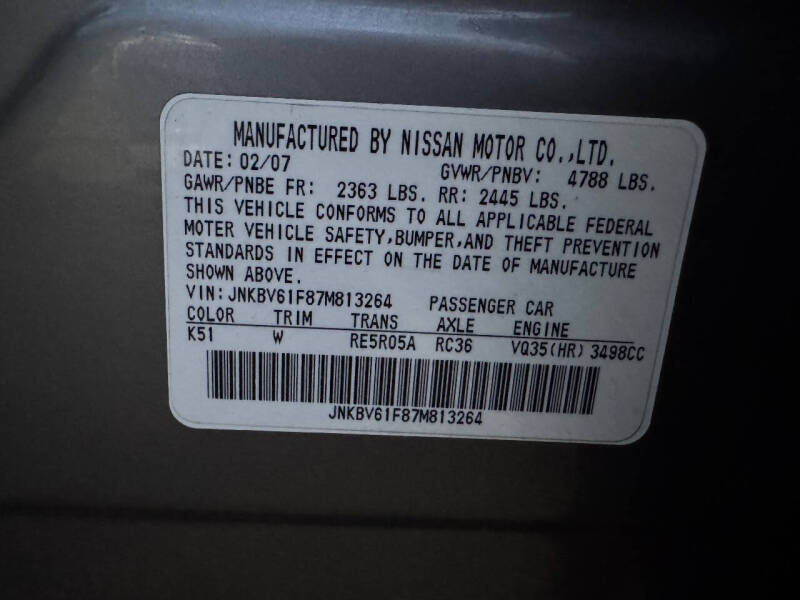 MANUFACTURED BY NISSAN MOTOR CO.,LTD.
DATE: 02/07 GVWR/PNBV: 4788 LBS.
GAWR/PNBE FR: 2363 LBS. RR: 2445 LBS.
THIS VEHICLE CONFORMS TO ALL APPLICABLE FEDERAL
MOTER VEHICLE SAFETY,BUMPER,AND THEFT PREVENTION
STANDARDS IN EFFECT ON THE DATE OF MANUFACTURE
SHOWN ABOVE.
VIN:JNKBV61F87M813264 PASSENGER CAR
COLOR TRIM TRANS AXLE ENGINE
K51 W RE5R05A RC36 VQ35(HR) 3498CC
JNKBV61F87M813264